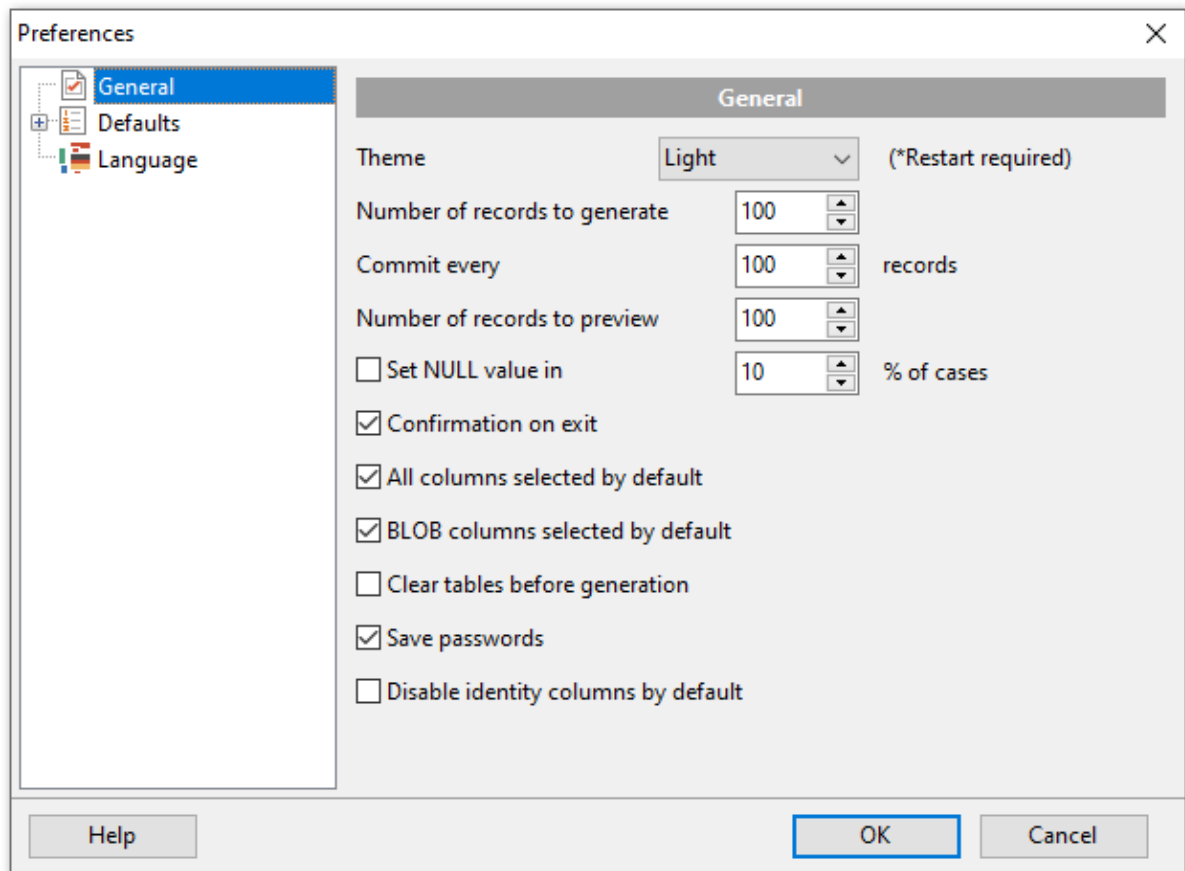 Preferences
General
Defaults
Language
General
Theme Light (*Restart required)
Number of records to generate 100
Commit every 100 records
Number of records to preview 100
Set NULL value in 10 % of cases
Confirmation on exit
All columns selected by default
BLOB columns selected by default
Clear tables before generation
Save passwords
Disable identity columns by default
Help OK Cancel